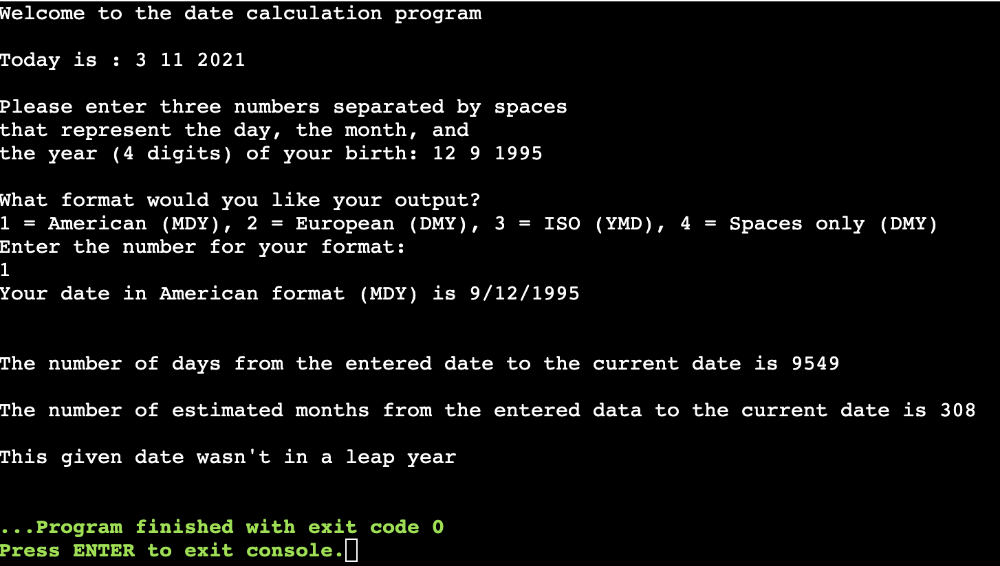 Welcome to the date calculation program
Today is : 3 11 2021
Please enter three numbers separated by spaces
that represent the day, the month, and
the year (4 digits) of your birth: 12 9 1995
What format would you like your output?
1 = American (MDY), 2 = European (DMY), 3 = ISO (YMD), 4 = Spaces only (DMY)
Enter the number for your format:
1
Your date in American format (MDY) is 9/12/1995
The number of days from the entered date to the current date is 9549
The number of estimated months from the entered data to the current date is 308
This given date wasn't in a leap year
...Program finished with exit code 0
Press ENTER to exit console.